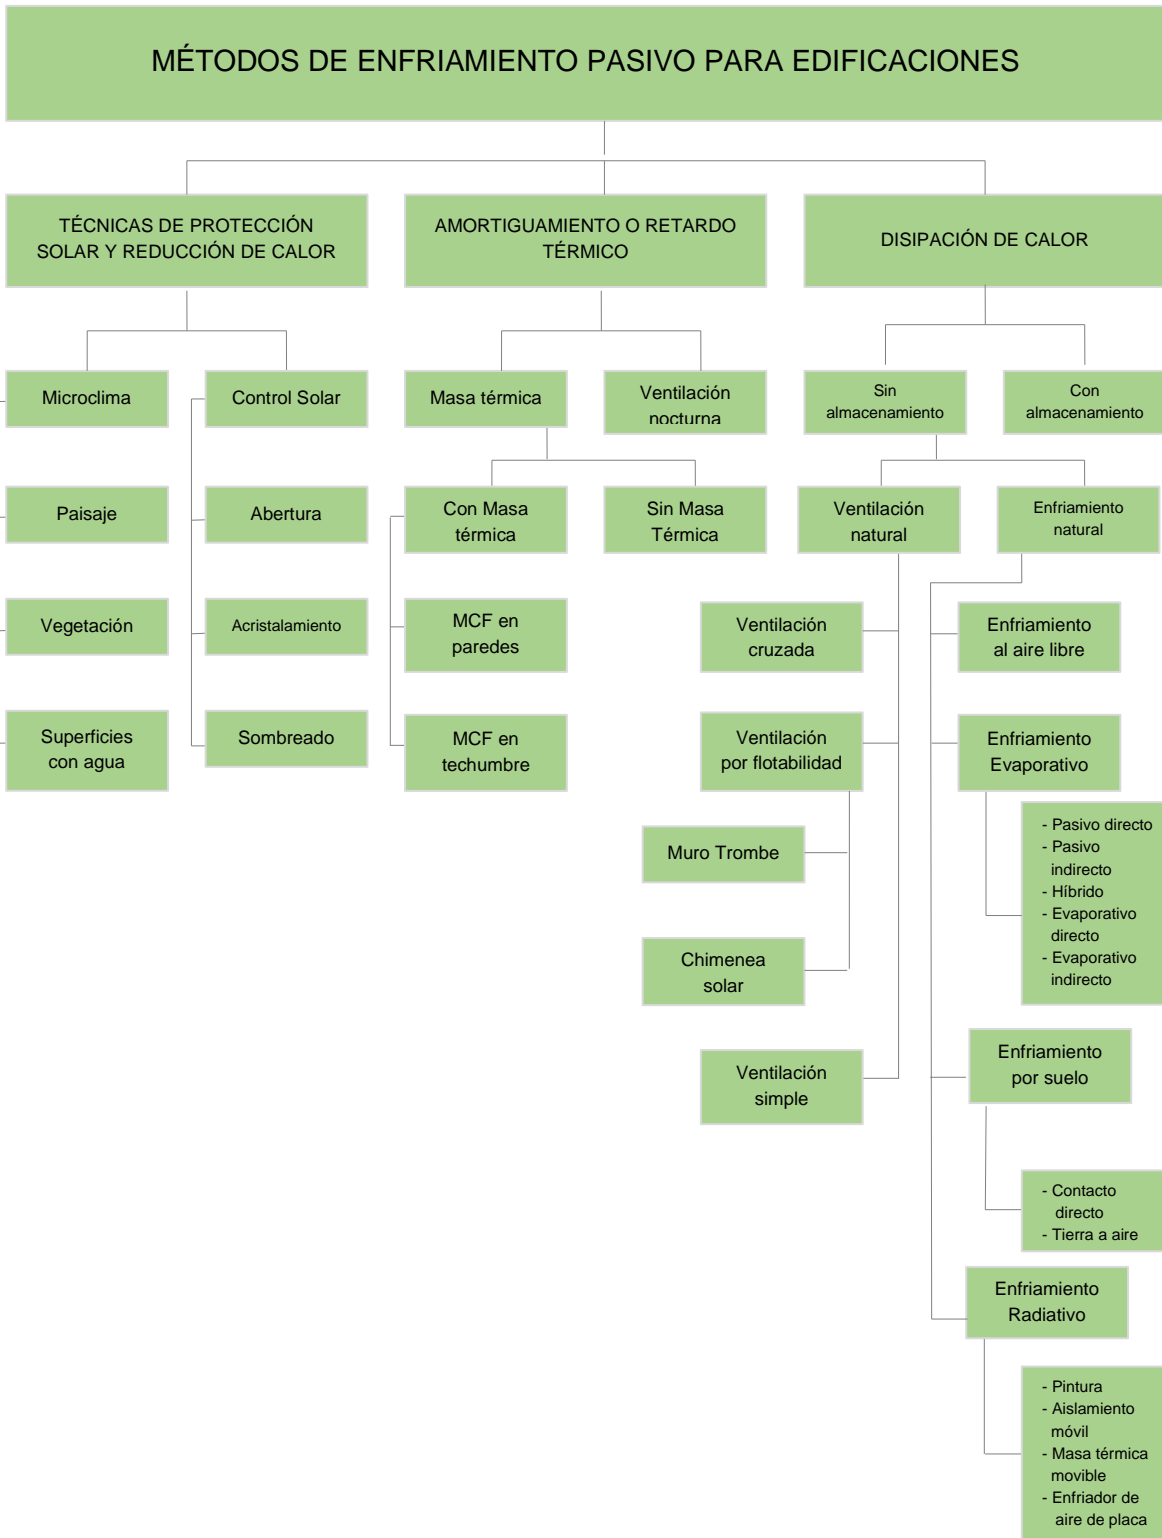 MÉTODOS DE ENFRIAMIENTO PASIVO PARA EDIFICACIONES
TÉCNICAS DE PROTECCIÓN
SOLAR Y REDUCCIÓN DE CALOR
AMORTIGUAMIENTO O RETARDO
TÉRMICO
DISIPACIÓN DE CALOR
Microclima
Control Solar
Masa térmica
Ventilación
nocturna
Sin
almacenamiento
Con
almacenamiento
Paisaje
Abertura
Con Masa
térmica
Sin Masa
Térmica
Ventilación
natural
Enfriamiento
natural
Vegetación
Acristalamiento
MCF en
paredes
Ventilación
cruzada
Enfriamiento
al aire libre
Superficies
con agua
Sombreado
MCF en
techumbre
Ventilación
por flotabilidad
Enfriamiento
Evaporativo
- Pasivo directo
- Pasivo
indirecto
- Híbrido
- Evaporativo
directo
- Evaporativo
indirecto
Muro Trombe
Chimenea
solar
Ventilación
simple
Enfriamiento
por suelo
- Contacto
directo
- Tierra a aire
Enfriamiento
Radiativo
- Pintura
- Aislamiento
móvil
- Masa térmica
movible
- Enfriador de
aire de placa